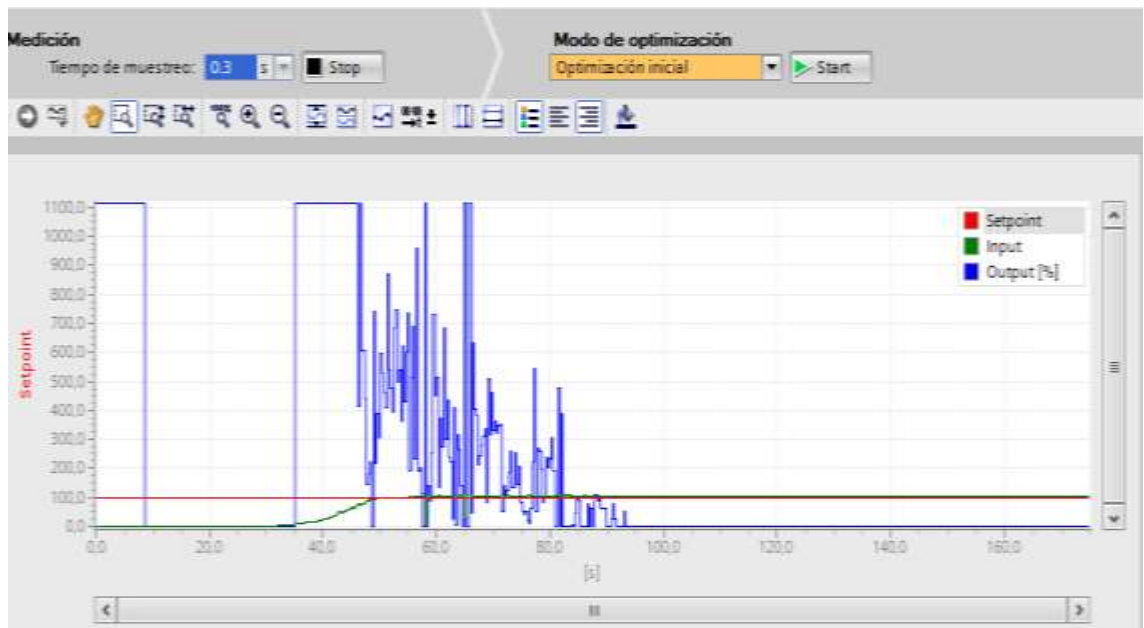 Medición
Tiempo de muestreo: 0.3 s Stop
Modo de optimización
Optimización inicial Start
Setpoint
1100,0
1000,0
900,0
800,0
700,0
600,0
500,0
400,0
300,0
200,0
100,0
0,0
Setpoint
Input
Output [%]
0,0 20,0 40,0 60,0 80,0 100,0 120,0 140,0 160,0
[s]